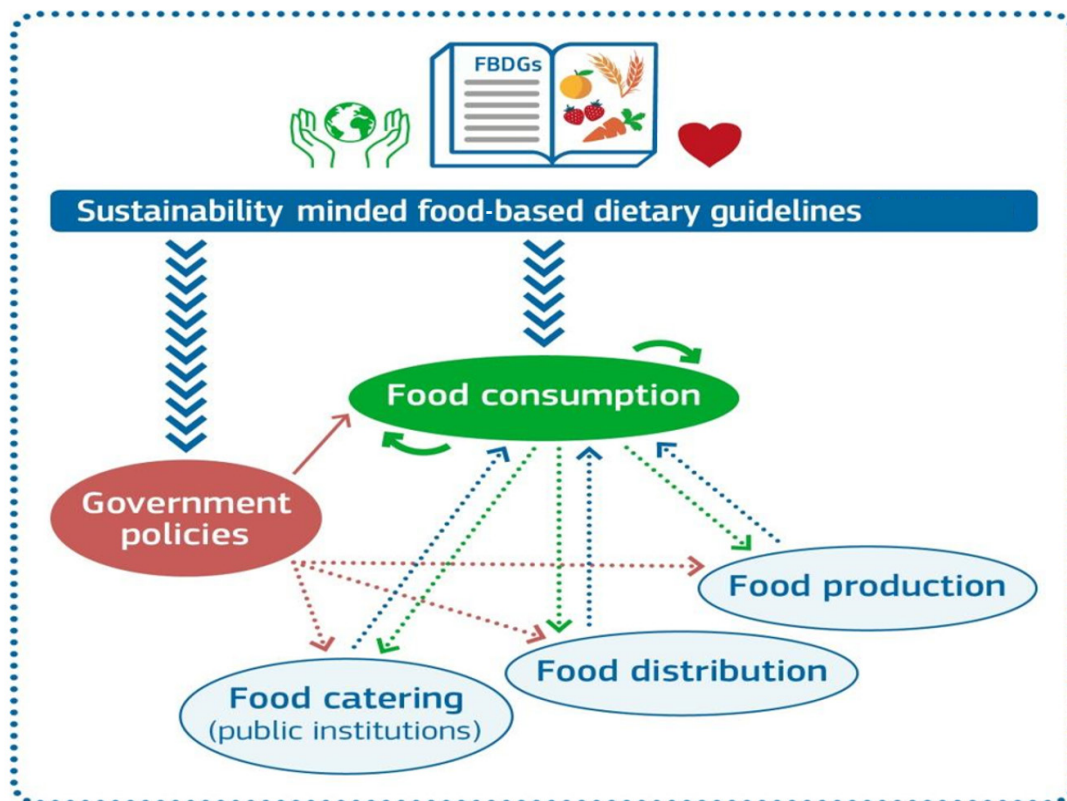 FBDGs
Sustainability minded food-based dietary guidelines
Food consumption
Government
policies
Food production
Food distribution
Food catering
(public institutions)